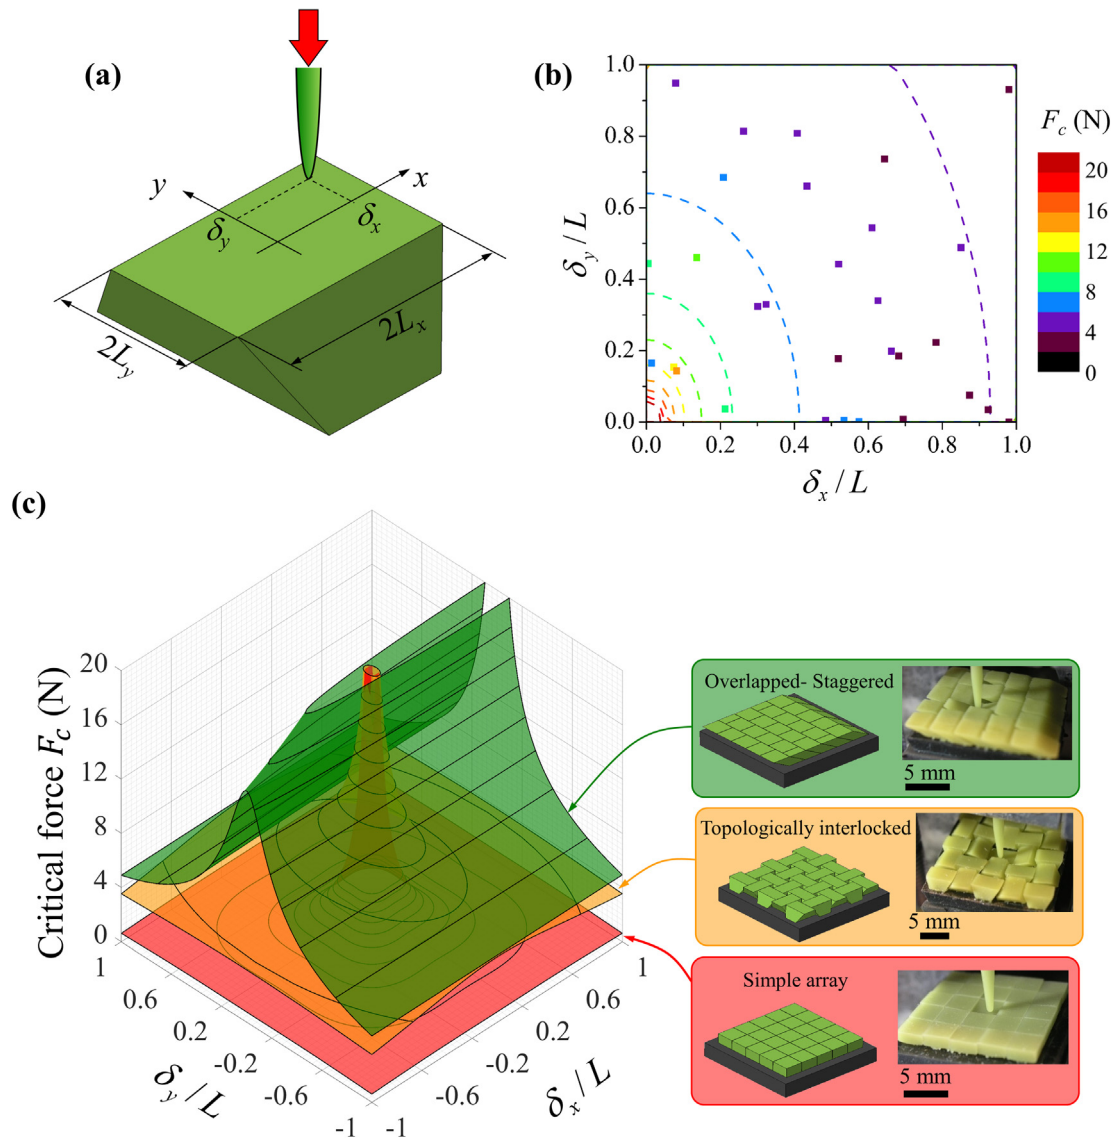 (a)
y
x
δy
δx
2Ly
2Lx
(b)
1.0
0.8
0.6
0.4
0.2
0.0
δy / L
0.0 0.2 0.4 0.6 0.8 1.0
δx / L
Fc (N)
20
16
12
8
4
0
(c)
Critical force Fc (N)
20
16
12
8
4
0
1
0.6
0.2
-0.2
-0.6
-1
δy / L
-1
-0.6
-0.2
0.2
0.6
1
δx / L
Overlapped- Staggered
5 mm
Topologically interlocked
5 mm
Simple array
5 mm